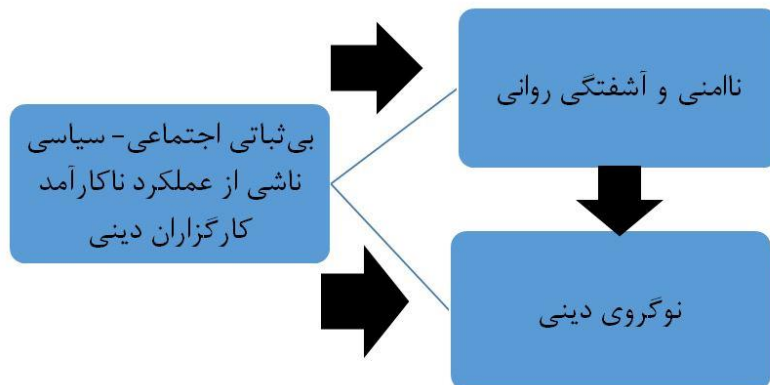 ناامنی و آشفتگی روانی
بی‌ثباتی اجتماعی- سیاسی
ناشی از عملکرد ناکارآمد
کارگزاران دینی
نوگروی دینی